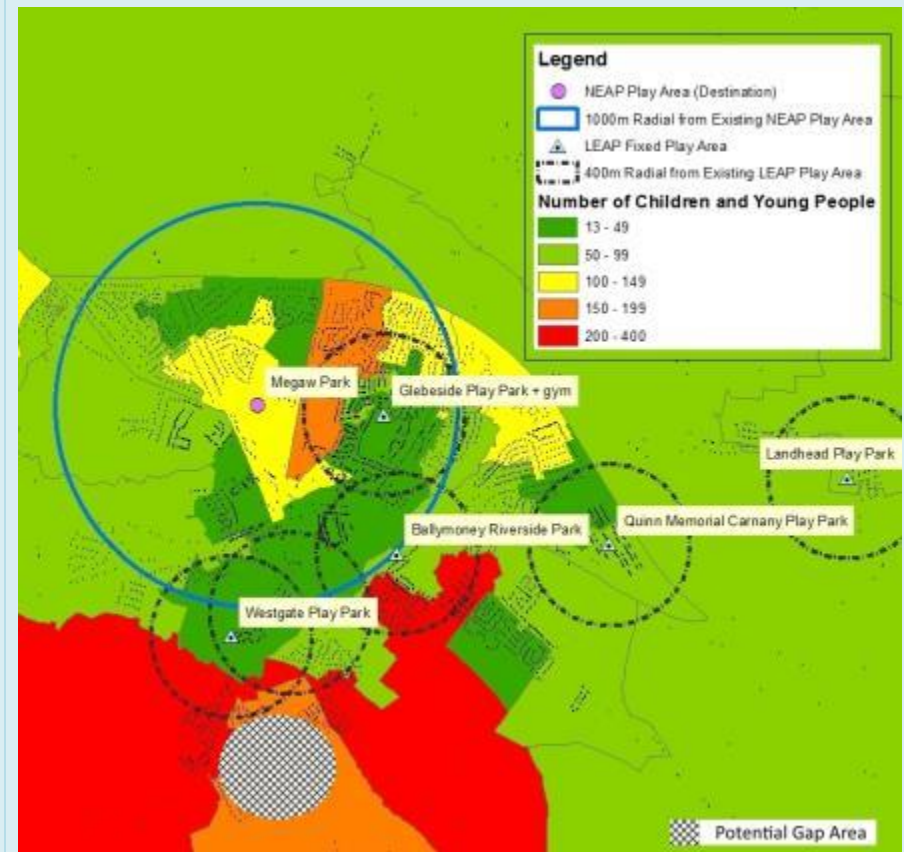 Legend
NEAP Play Area (Destination)
1000m Radial from Existing NEAP Play Area
LEAP Fixed Play Area
400m Radial from Existing LEAP Play Area
Number of Children and Young People
13 - 49
50 - 99
100 - 149
150 - 199
200 - 400
Megaw Park
Glebeside Play Park + gym
Landhead Play Park
Ballymoney Riverside Park
Quinn Memorial Carnany Play Park
Westgate Play Park
Potential Gap Area